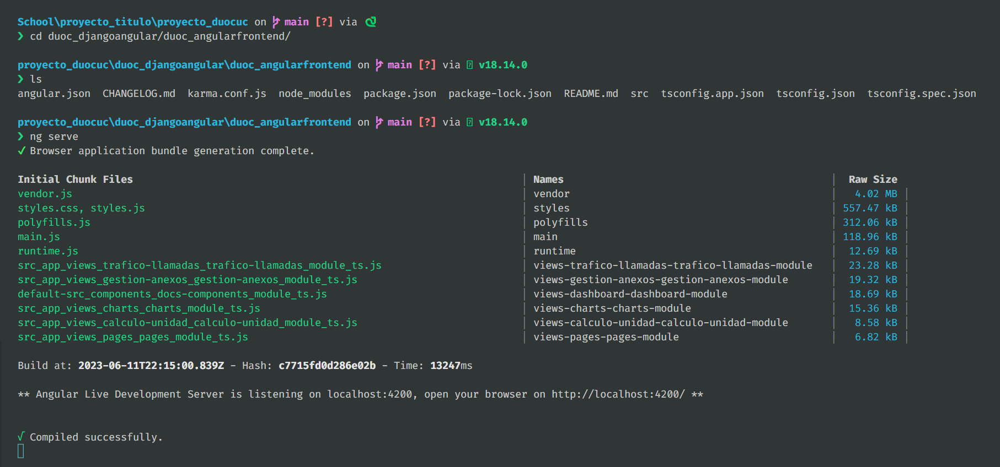 School\proyecto_titulo\proyecto_duocuc on main [?] via
❯ cd duoc_djangoangular/duoc_angularfrontend/
proyecto_duocuc\duoc_djangoangular\duoc_angularfrontend on main [?] via v18.14.0
❯ ls
angular.json CHANGELOG.md karma.conf.js node_modules package.json package-lock.json README.md src tsconfig.app.json tsconfig.json tsconfig.spec.json
proyecto_duocuc\duoc_djangoangular\duoc_angularfrontend on main [?] via v18.14.0
❯ ng serve
✓ Browser application bundle generation complete.
Initial Chunk Files | Names | Raw Size
vendor.js | vendor | 4.02 MB |
styles.css, styles.js | styles | 557.47 kB |
polyfills.js | polyfills | 312.06 kB |
main.js | main | 118.96 kB |
runtime.js | runtime | 12.69 kB |
src_app_views_trafico-llamadas_trafico-llamadas_module_ts.js | views-trafico-llamadas-trafico-llamadas-module | 23.28 kB |
src_app_views_gestion-anexos_gestion-anexos_module_ts.js | views-gestion-anexos-gestion-anexos-module | 19.32 kB |
default-src_components_docs-components_module_ts.js | views-dashboard-dashboard-module | 18.69 kB |
src_app_views_charts_charts_module_ts.js | views-charts-charts-module | 15.36 kB |
src_app_views_calculo-unidad_calculo-unidad_module_ts.js | views-calculo-unidad-calculo-unidad-module | 8.58 kB |
src_app_views_pages_pages_module_ts.js | views-pages-pages-module | 6.82 kB |
Build at: 2023-06-11T22:15:00.839Z - Hash: c7715fd0d286e02b - Time: 13247ms
** Angular Live Development Server is listening on localhost:4200, open your browser on http://localhost:4200/ **
√ Compiled successfully.